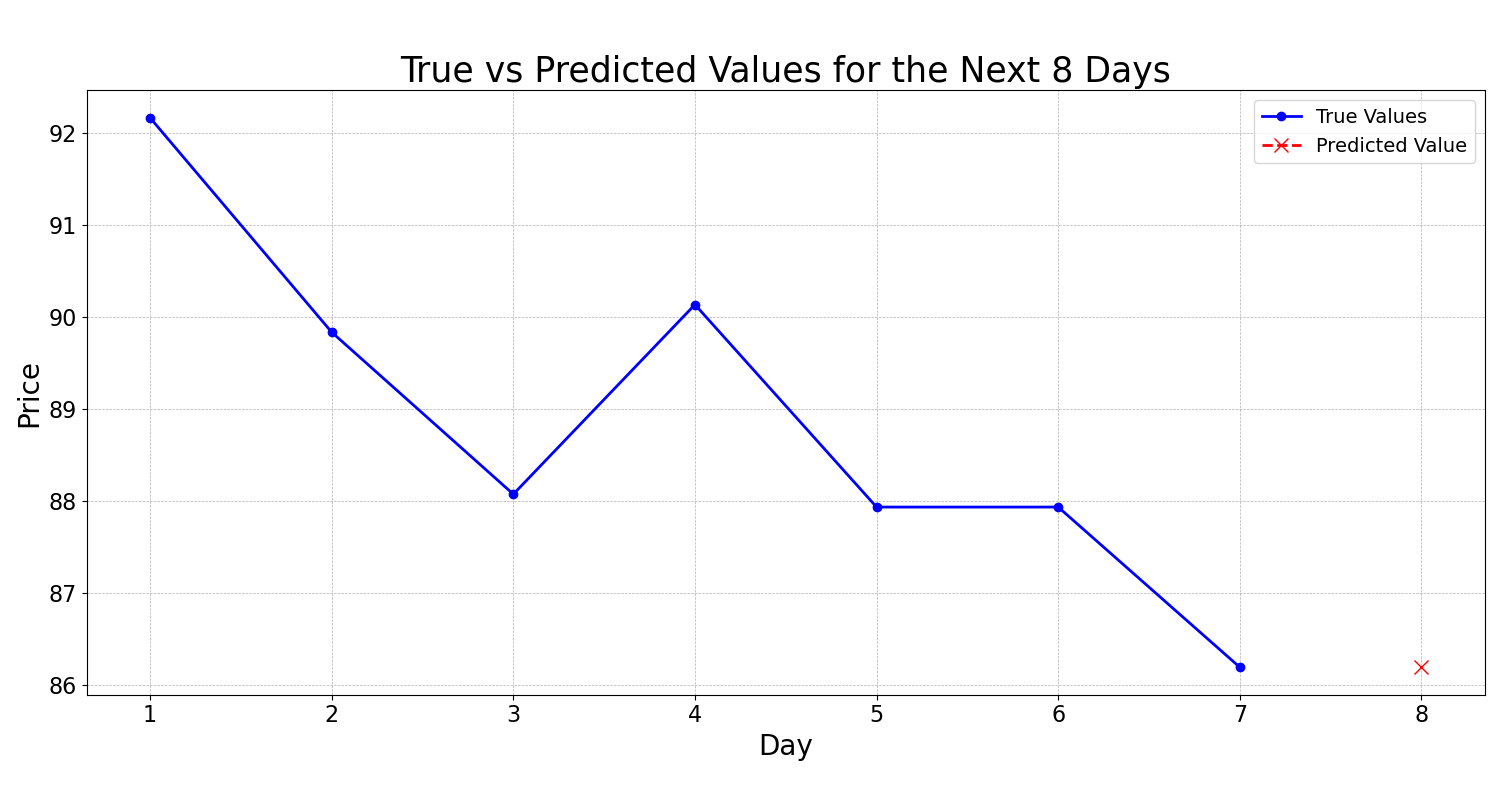 True vs Predicted Values for the Next 8 Days
True Values
Predicted Value
92
91
90
89
88
87
86
Price
1 2 3 4 5 6 7 8
Day